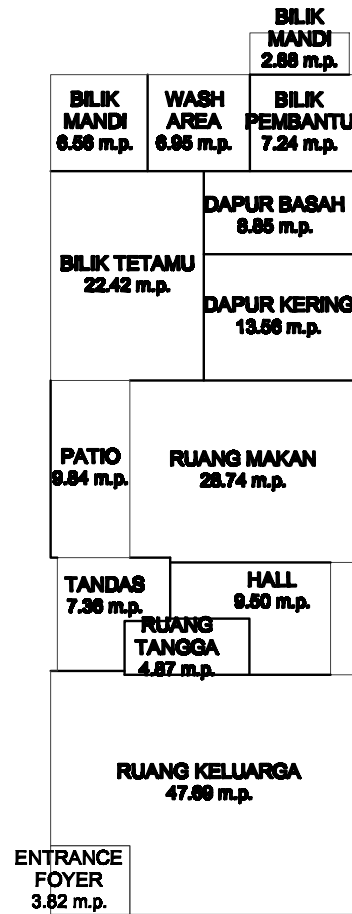 BILIK
MANDI
2.88 m.p.
BILIK
MANDI
6.56 m.p.
WASH
AREA
6.95 m.p.
BILIK
PEMBANTU
7.24 m.p.
DAPUR BASAH
8.85 m.p.
BILIK TETAMU
22.42 m.p.
DAPUR KERING
13.56 m.p.
PATIO
9.84 m.p.
RUANG MAKAN
28.74 m.p.
TANDAS
7.36 m.p.
HALL
9.50 m.p.
RUANG
TANGGA
4.87 m.p.
RUANG KELUARGA
47.69 m.p.
ENTRANCE
FOYER
3.82 m.p.